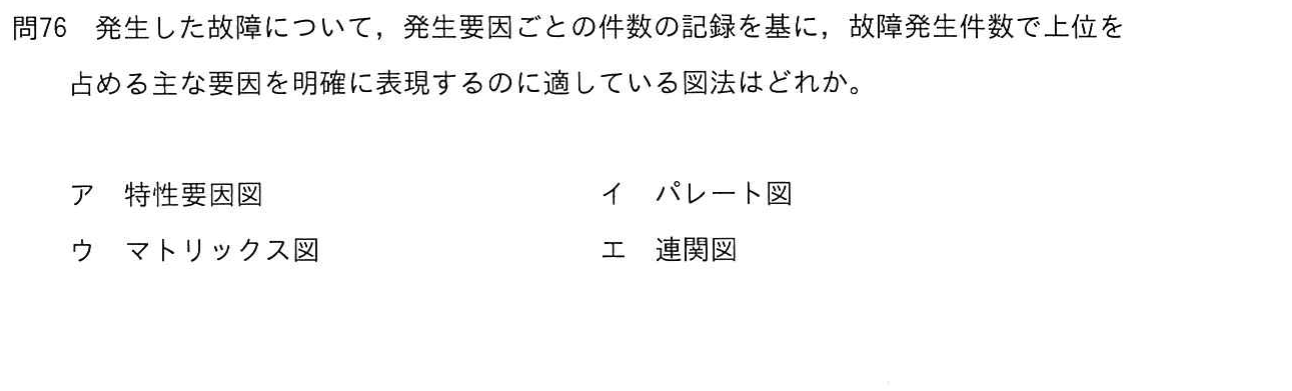 問76　発生した故障について，発生要因ごとの件数の記録を基に，故障発生件数で上位を
占める主な要因を明確に表現するのに適している図法はどれか。
ア　特性要因図　　イ　パレート図
ウ　マトリックス図　　エ　連関図